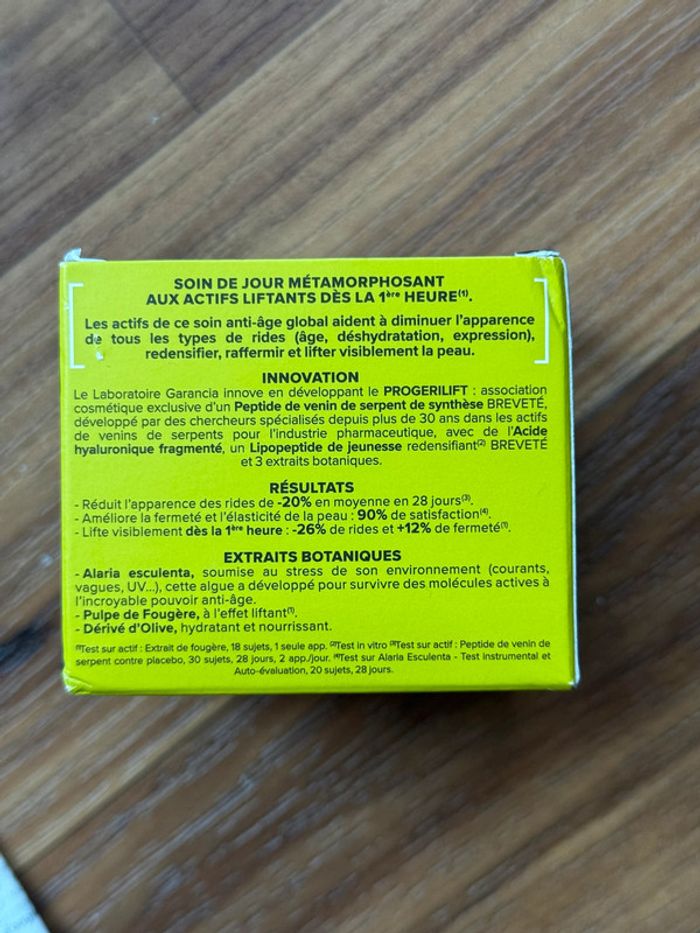 SOIN DE JOUR MÉTAMORPHOSANT
AUX ACTIFS LIFTANTS DÈS LA 1ère HEURE(1).
Les actifs de ce soin anti-âge global aident à diminuer l'apparence
de tous les types de rides (âge, déshydratation, expression),
redensifier, raffermir et lifter visiblement la peau.
INNOVATION
Le Laboratoire Garancia innove en développant le PROGERILIFT : association
cosmétique exclusive d'un Peptide de venin de serpent de synthèse BREVETÉ,
développé par des chercheurs spécialisés depuis plus de 30 ans dans les actifs
de venins de serpents pour l'industrie pharmaceutique, avec de l'Acide
hyaluronique fragmenté, un Lipopeptide de jeunesse redensifiant(2) BREVETÉ
et 3 extraits botaniques.
RÉSULTATS
- Réduit l'apparence des rides de -20% en moyenne en 28 jours(3).
- Améliore la fermeté et l'élasticité de la peau : 90% de satisfaction(4).
- Lifte visiblement dès la 1ère heure : -26% de rides et +12% de fermeté(1).
EXTRAITS BOTANIQUES
- Alaria esculenta, soumise au stress de son environnement (courants,
vagues, UV...), cette algue a développé pour survivre des molécules actives à
l'incroyable pouvoir anti-âge.
- Pulpe de Fougère, à l'effet liftant(1).
- Dérivé d'Olive, hydratant et nourrissant.
(1)Test sur actif : Extrait de fougère, 18 sujets, 1 seule app. (2)Test in vitro (3)Test sur actif : Peptide de venin de
serpent contre placebo, 30 sujets, 28 jours, 2 app./jour. (4)Test sur Alaria Esculenta - Test instrumental et
Auto-évaluation, 20 sujets, 28 jours.